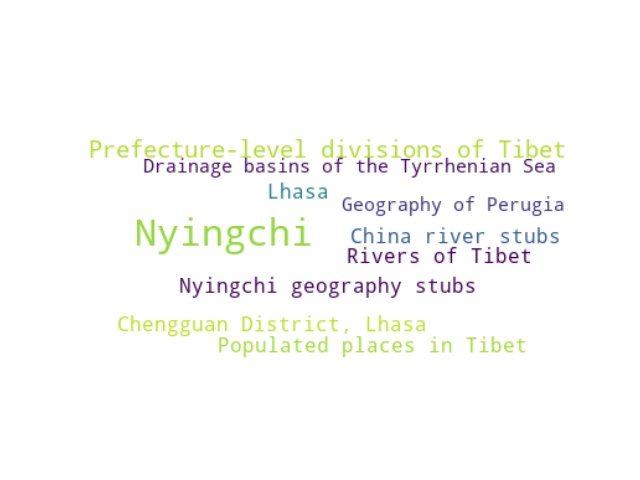 Prefecture-level divisions of Tibet
Drainage basins of the Tyrrhenian Sea
Lhasa
Geography of Perugia
Nyingchi
China river stubs
Rivers of Tibet
Nyingchi geography stubs
Chengguan District, Lhasa
Populated places in Tibet